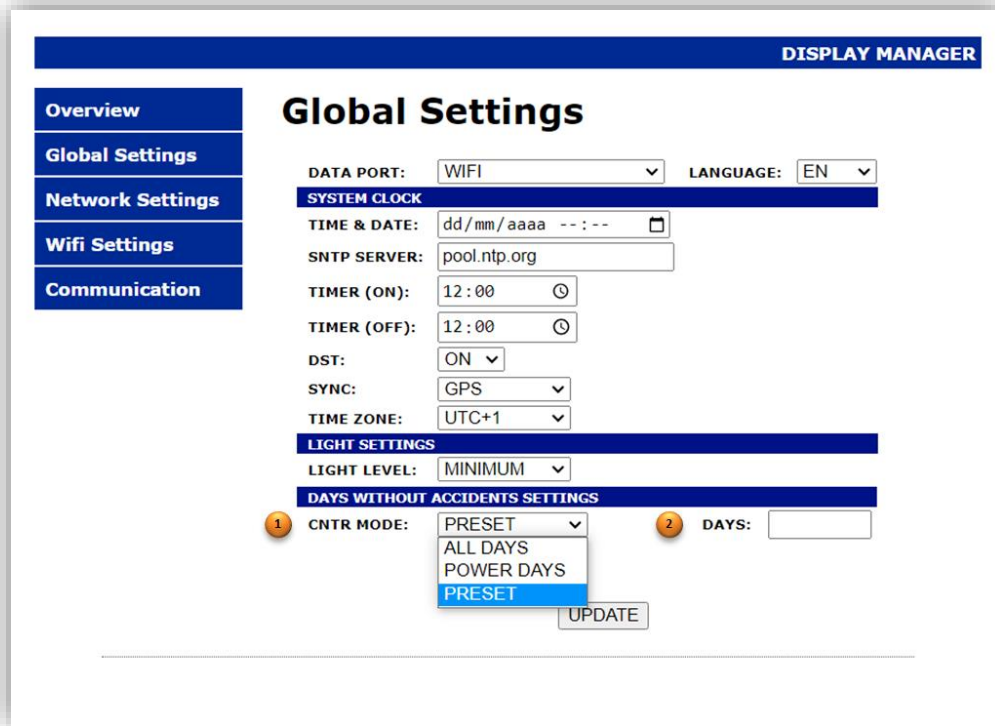 DISPLAY MANAGER
Overview
Global Settings
Network Settings
Wifi Settings
Communication
Global Settings
DATA PORT: WIFI LANGUAGE: EN
SYSTEM CLOCK
TIME & DATE: dd/mm/aaaa --:--
SNTP SERVER: pool.ntp.org
TIMER (ON): 12:00
TIMER (OFF): 12:00
DST: ON
SYNC: GPS
TIME ZONE: UTC+1
LIGHT SETTINGS
LIGHT LEVEL: MINIMUM
DAYS WITHOUT ACCIDENTS SETTINGS
1 CNTR MODE: PRESET 2 DAYS:
ALL DAYS
POWER DAYS
PRESET
UPDATE